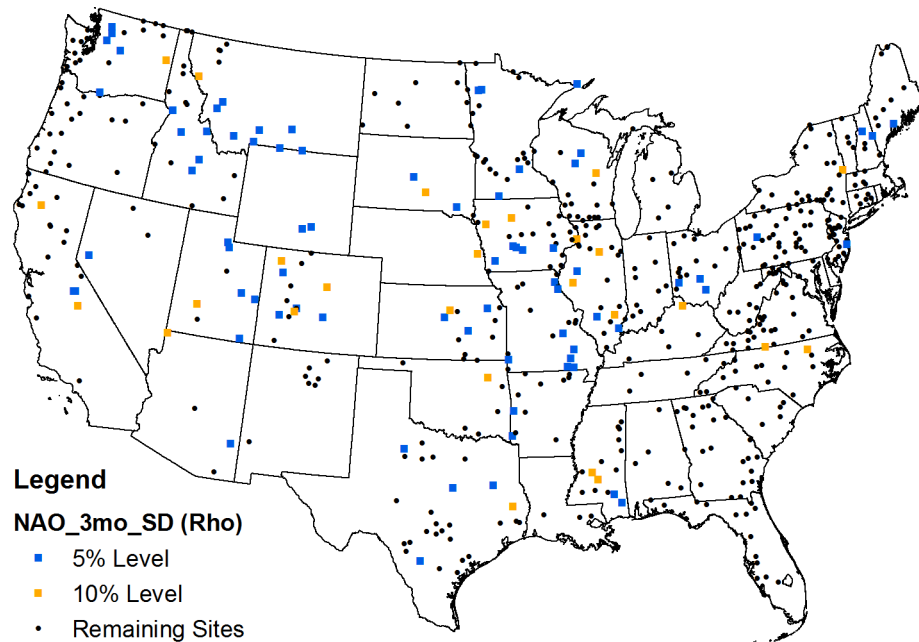 Legend
NAO_3mo_SD (Rho)
5% Level
10% Level
Remaining Sites